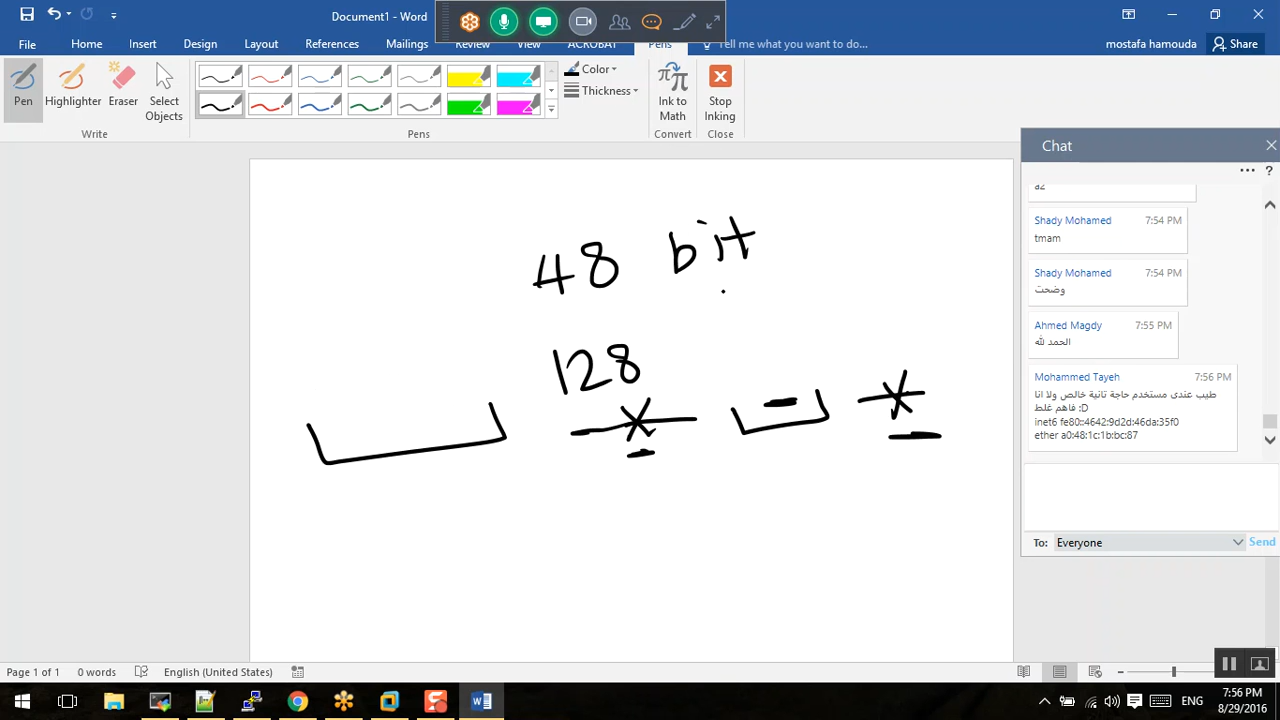 Document1 - Word
File
Home
Insert
Design
Layout
References
Mailings
Review
View
ACROBAT
Pens
Tell me what you want to do...
mostafa hamouda
Share
Pen
Highlighter
Eraser
Select Objects
Color
Thickness
Ink to Math
Stop Inking
Write
Pens
Convert
Close
48 bit
128
Chat
... ?
a2
Shady Mohamed 7:54 PM
tmam
Shady Mohamed 7:54 PM
وضحت
Ahmed Magdy 7:55 PM
الحمد لله
Mohammed Tayeh 7:56 PM
طيب عندى مستخدم حاجة تانية خالص ولا انا
فاهم غلط :D
inet6 fe80::4642:9d2d:46da:35f0
ether a0:48:1c:1b:bc:87
To: Everyone Send
Page 1 of 1 0 words English (United States)
ENG
7:56 PM
8/29/2016